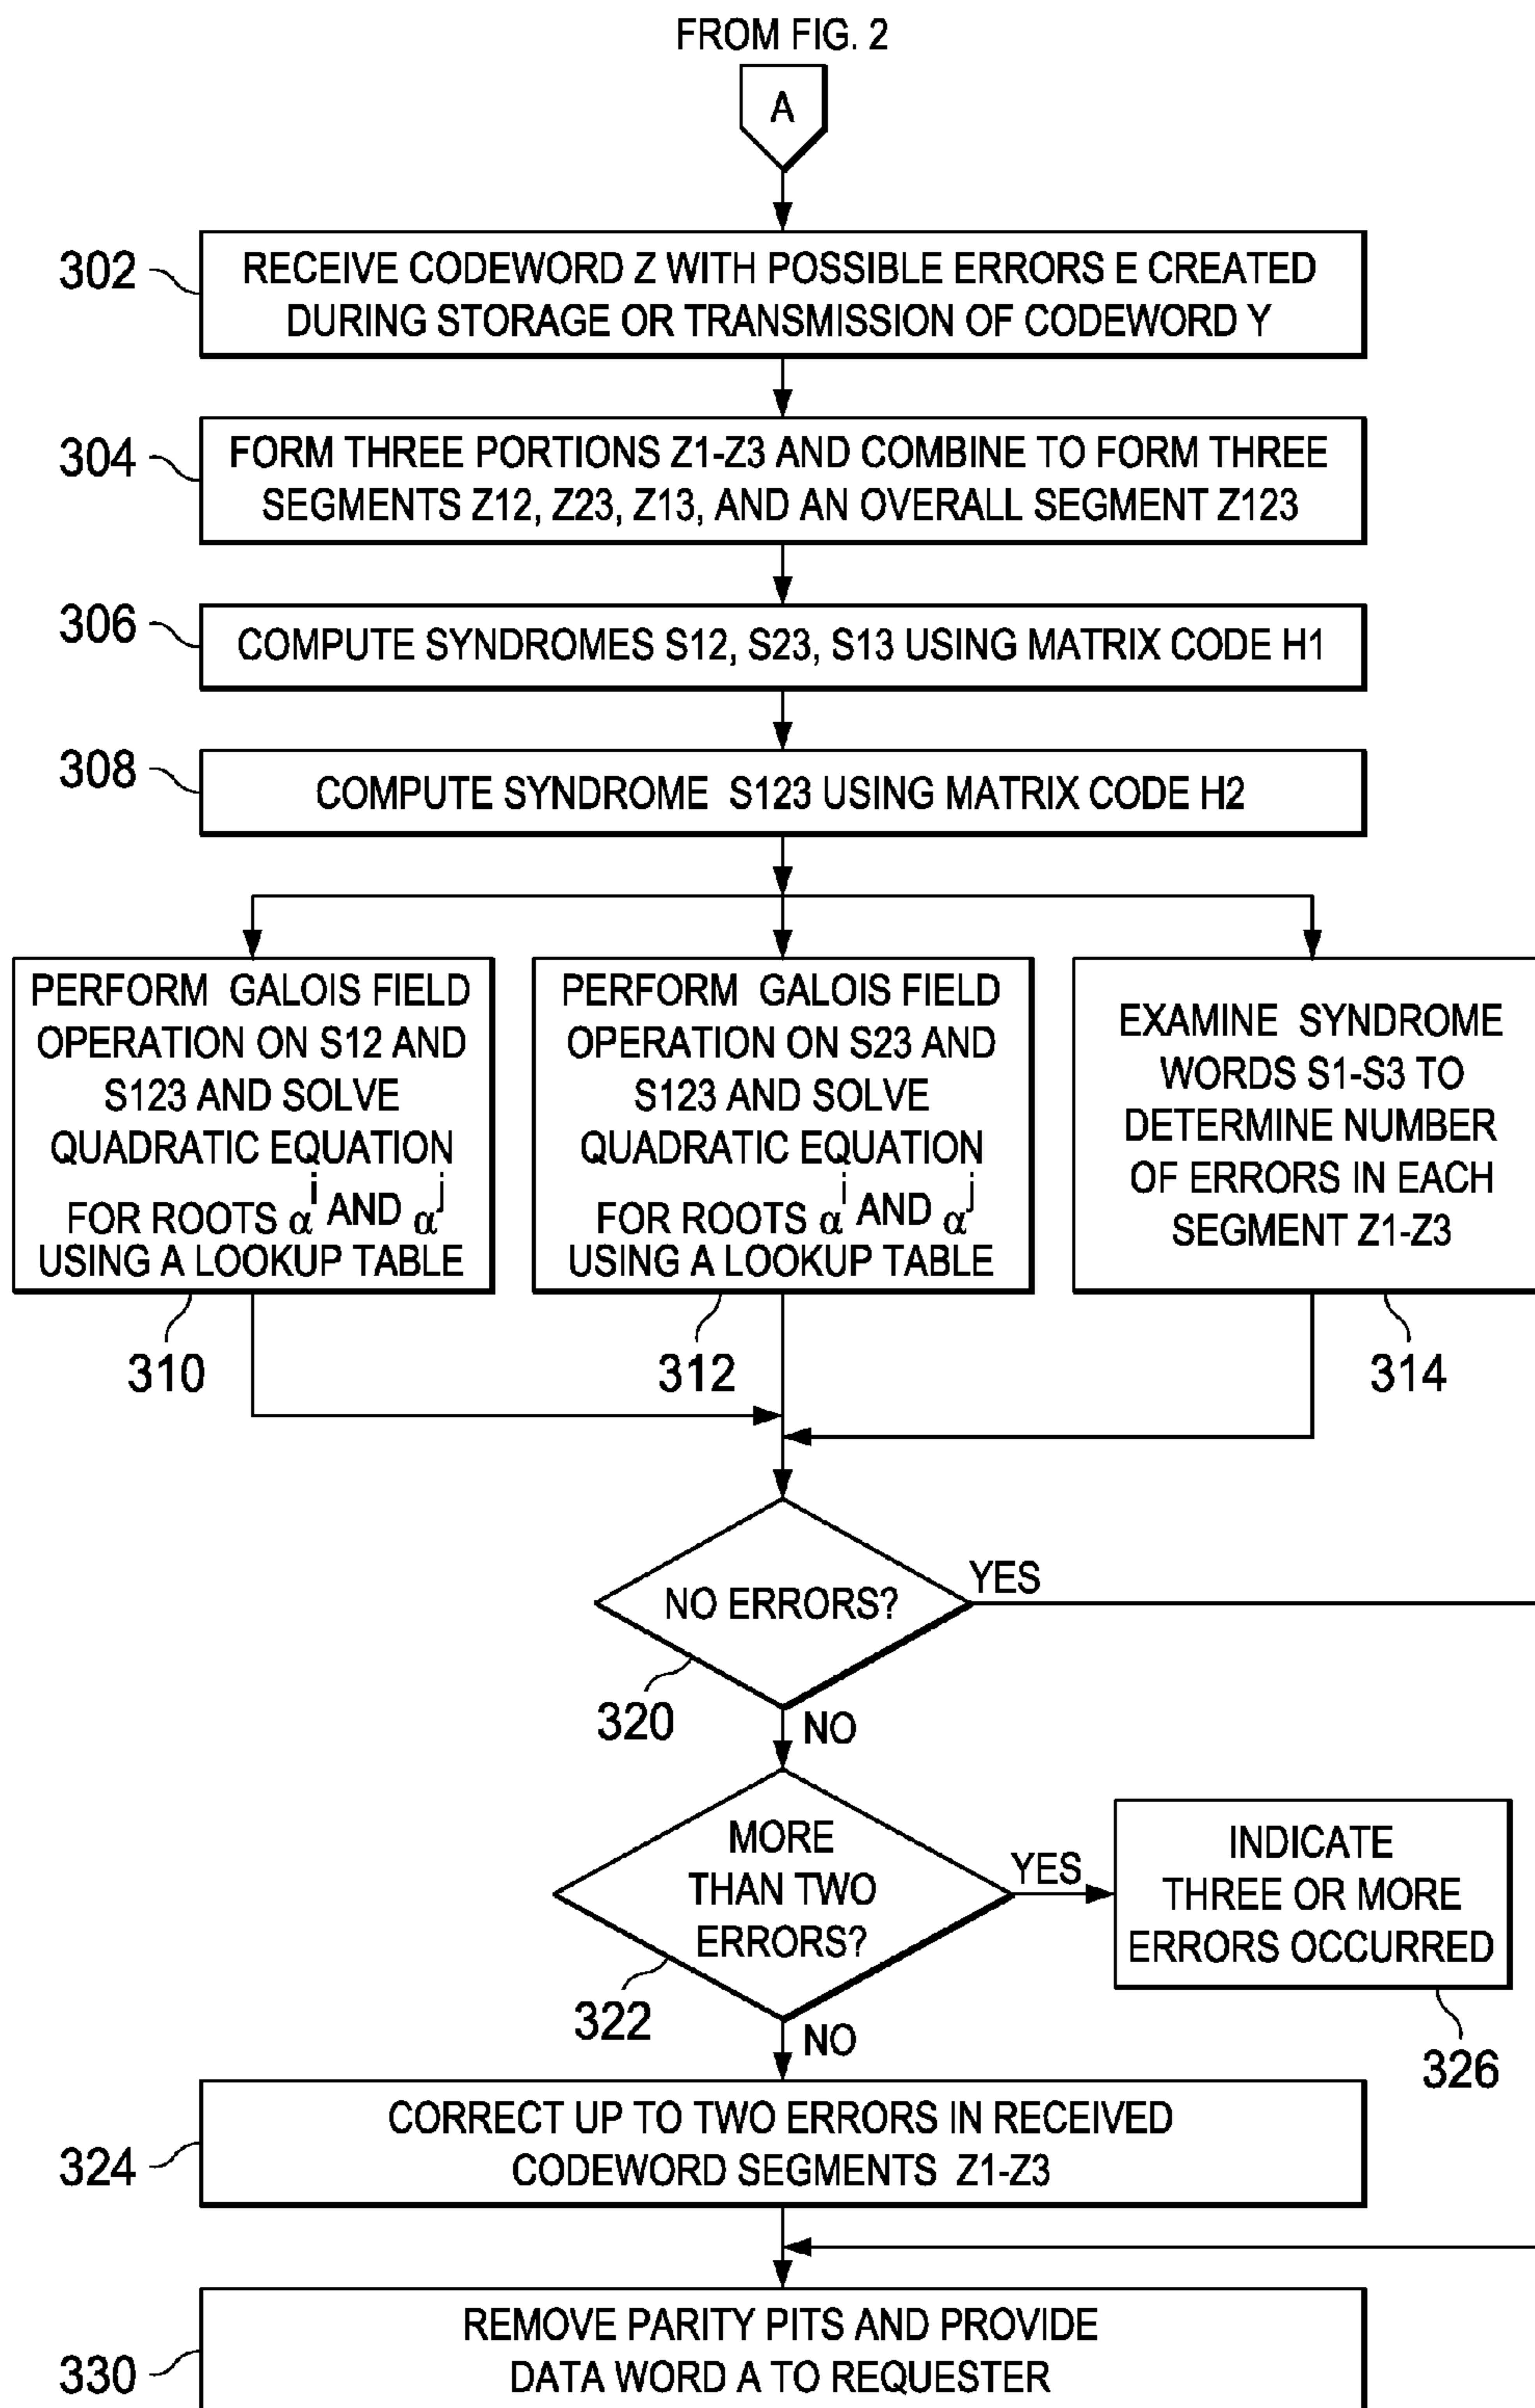 FROM FIG. 2
A
302
RECEIVE CODEWORD Z WITH POSSIBLE ERRORS E CREATED
DURING STORAGE OR TRANSMISSION OF CODEWORD Y
304
FORM THREE PORTIONS Z1-Z3 AND COMBINE TO FORM THREE
SEGMENTS Z12, Z23, Z13, AND AN OVERALL SEGMENT Z123
306
COMPUTE SYNDROMES S12, S23, S13 USING MATRIX CODE H1
308
COMPUTE SYNDROME S123 USING MATRIX CODE H2
PERFORM GALOIS FIELD
OPERATION ON S12 AND
S123 AND SOLVE
QUADRATIC EQUATION
FOR ROOTS α^i AND α^j
USING A LOOKUP TABLE
310
PERFORM GALOIS FIELD
OPERATION ON S23 AND
S123 AND SOLVE
QUADRATIC EQUATION
FOR ROOTS α^i AND α^j
USING A LOOKUP TABLE
312
EXAMINE SYNDROME
WORDS S1-S3 TO
DETERMINE NUMBER
OF ERRORS IN EACH
SEGMENT Z1-Z3
314
NO ERRORS?
YES
320
NO
MORE
THAN TWO
ERRORS?
YES
322
NO
INDICATE
THREE OR MORE
ERRORS OCCURRED
326
324
CORRECT UP TO TWO ERRORS IN RECEIVED
CODEWORD SEGMENTS Z1-Z3
330
REMOVE PARITY PITS AND PROVIDE
DATA WORD A TO REQUESTER